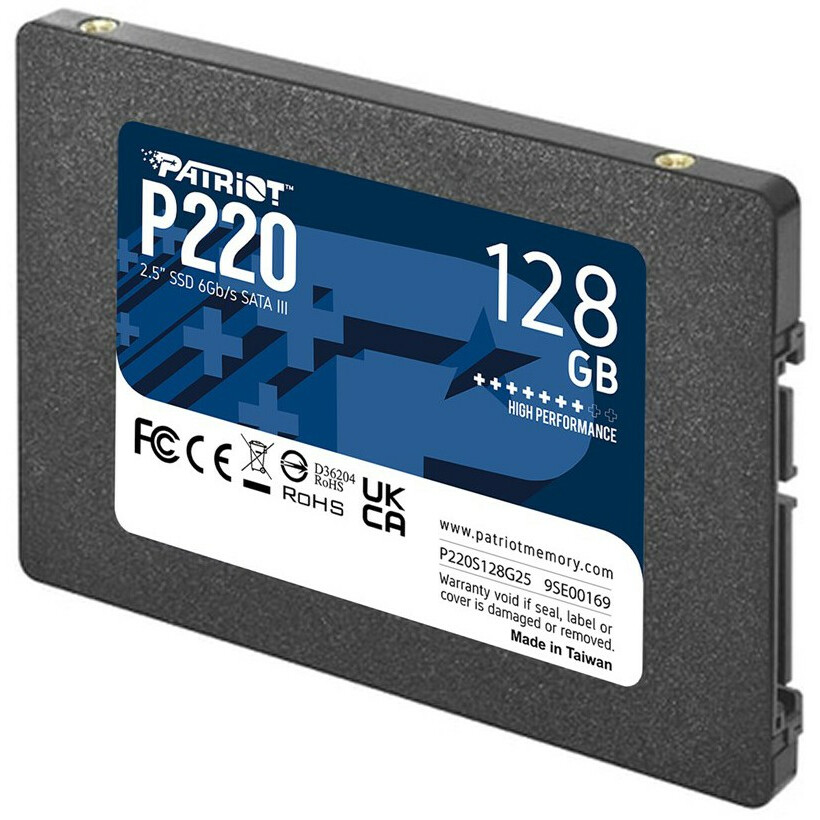 PATRIOT™
P220
2.5" SSD 6Gb/s SATA III
128
GB
HIGH PERFORMANCE
FC CE
D36204
RoHS
RoHS
UK
CA
www.patriotmemory.com
P220S128G25 9SE00169
Warranty void if seal, label or
cover is damaged or removed.
Made in Taiwan